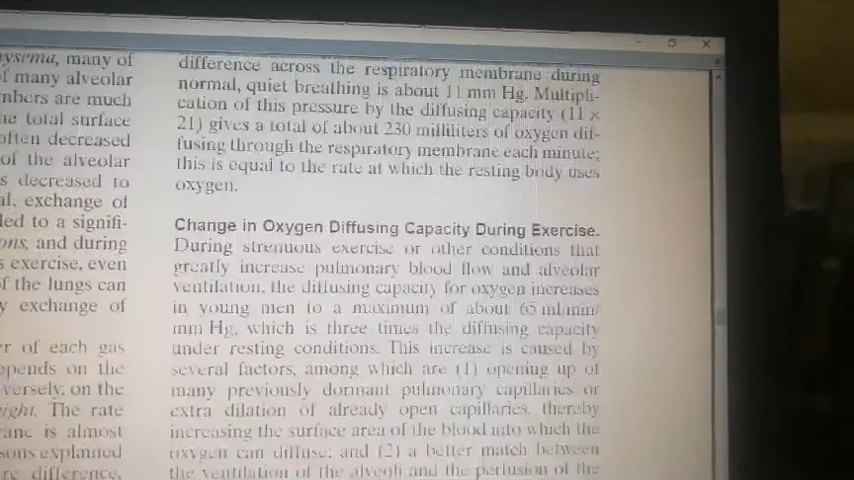 ysema, many of
f many alveolar
mbers are much
e total surface
often decreased
of the alveolar
s decreased to
al, exchange of
led to a signifi-
ons, and during
s exercise, even
f the lungs can
y exchange of
r of each gas
epends on the
versely, on the
ight. The rate
rane is almost
sons explained
re difference,
difference across the respiratory membrane during
normal, quiet breathing is about 11 mm Hg. Multipli-
cation of this pressure by the diffusing capacity (11 ×
21) gives a total of about 230 milliliters of oxygen dif-
fusing through the respiratory membrane each minute;
this is equal to the rate at which the resting body uses
oxygen.
Change in Oxygen Diffusing Capacity During Exercise.
During strenuous exercise or other conditions that
greatly increase pulmonary blood flow and alveolar
ventilation, the diffusing capacity for oxygen increases
in young men to a maximum of about 65 ml/min/
mm Hg, which is three times the diffusing capacity
under resting conditions. This increase is caused by
several factors, among which are (1) opening up of
many previously dormant pulmonary capillaries or
extra dilation of already open capillaries, thereby
increasing the surface area of the blood into which the
oxygen can diffuse; and (2) a better match between
the ventilation of the alveoli and the perfusion of the